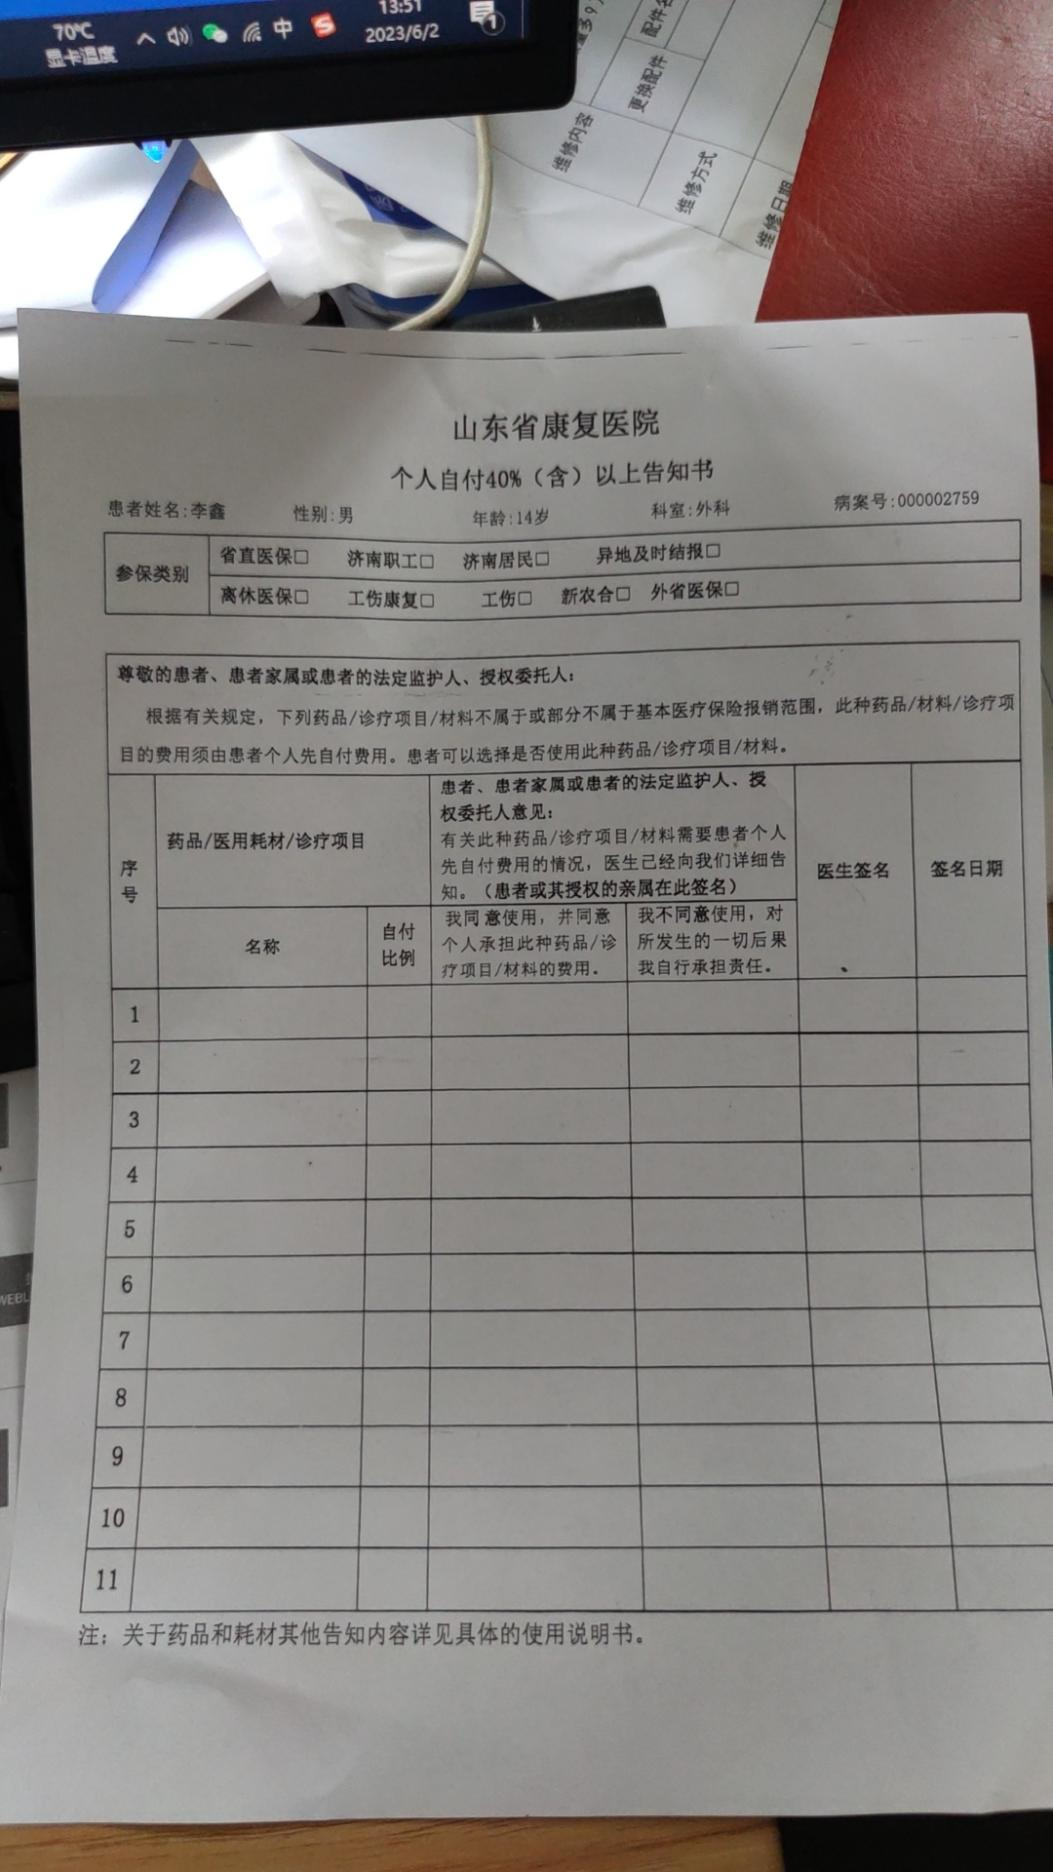 70℃
显卡温度
中
13:51
2023/6/2
1
维修内容
更换配件
维修方式
维修日期
山东省康复医院
个人自付40%（含）以上告知书
患者姓名:李鑫 性别:男 年龄:14岁 科室:外科 病案号:000002759
参保类别
省直医保□ 济南职工□ 济南居民□ 异地及时结报□
离休医保□ 工伤康复□ 工伤□ 新农合□ 外省医保□
尊敬的患者、患者家属或患者的法定监护人、授权委托人:
根据有关规定，下列药品/诊疗项目/材料不属于或部分不属于基本医疗保险报销范围，此种药品/材料/诊疗项
目的费用须由患者个人先自付费用。患者可以选择是否使用此种药品/诊疗项目/材料。
序
号
药品/医用耗材/诊疗项目
患者、患者家属或患者的法定监护人、授
权委托人意见:
有关此种药品/诊疗项目/材料需要患者个人
先自付费用的情况，医生已经向我们详细告
知。（患者或其授权的亲属在此签名）
医生签名
签名日期
名称
自付
比例
我同意使用，并同意
个人承担此种药品/诊
疗项目/材料的费用。
我不同意使用，对
所发生的一切后果
我自行承担责任。
1
2
3
4
5
6
7
8
9
10
11
注: 关于药品和耗材其他告知内容详见具体的使用说明书。